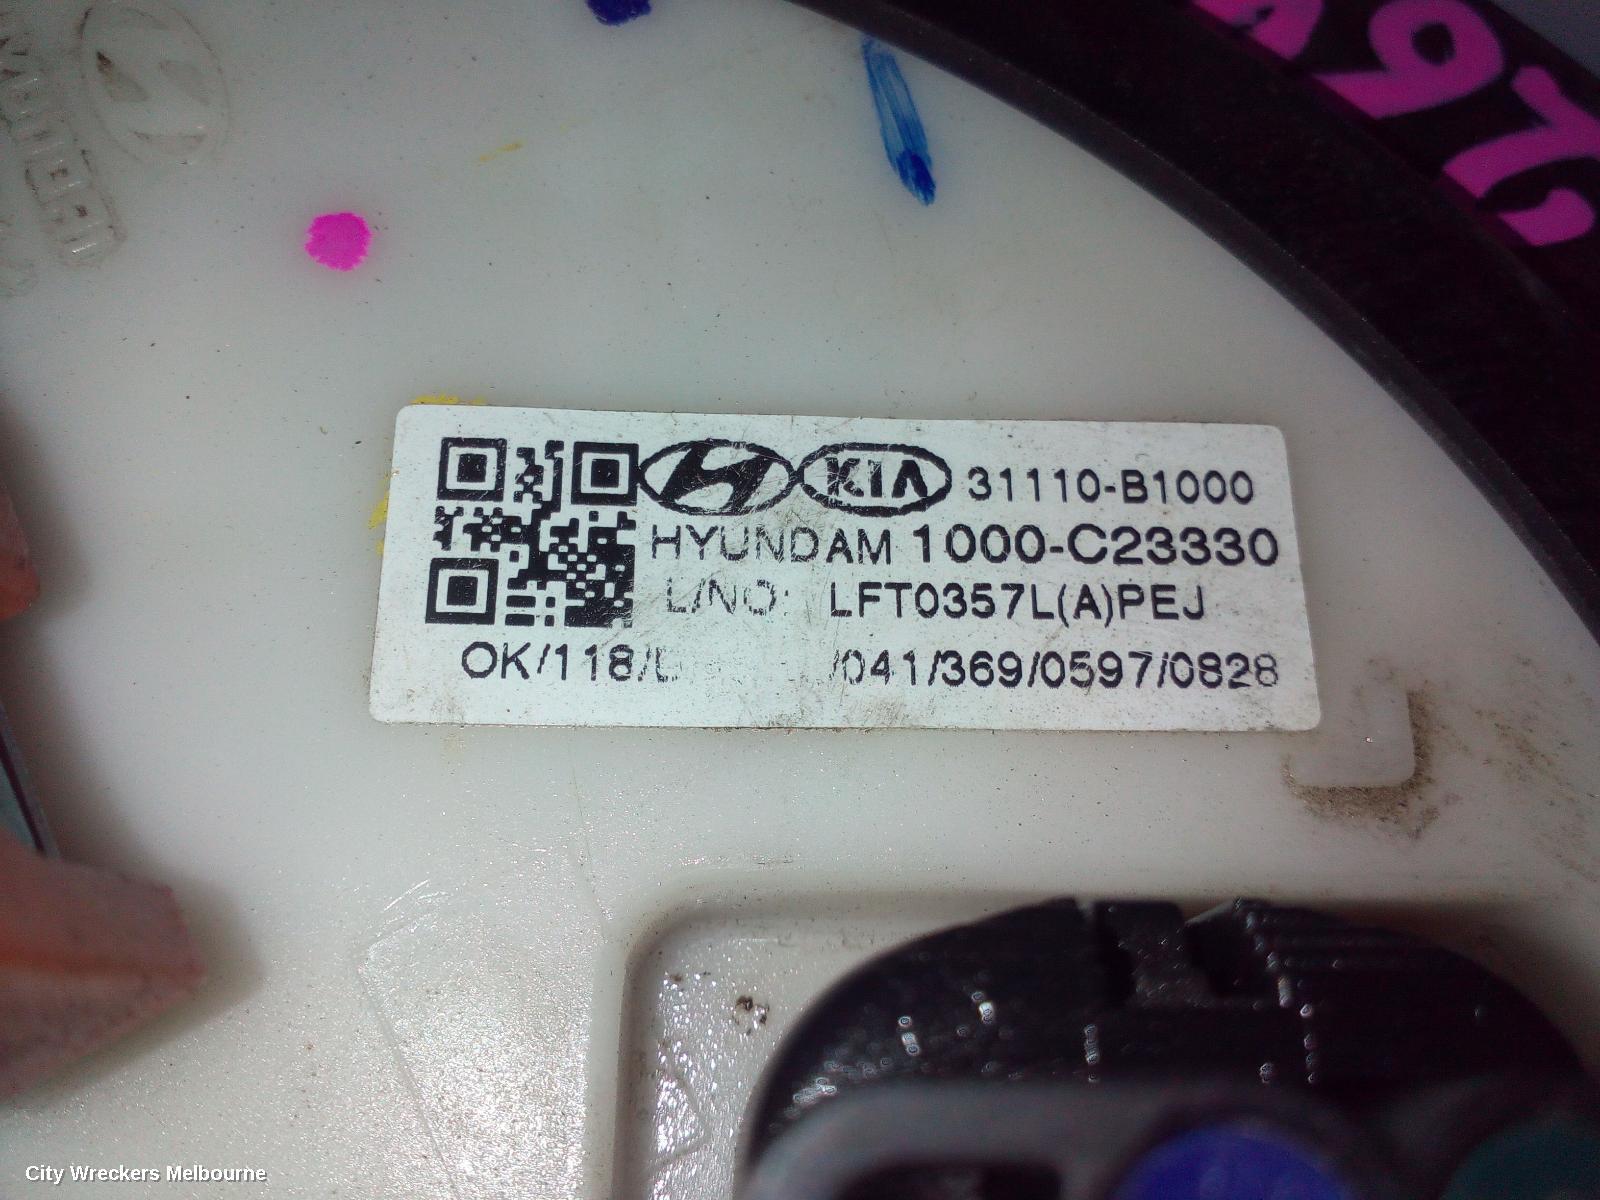 KIA 31110-B1000
HYUNDAM 1000-C23330
L/NO: LFT0357L(A)PEJ
OK/118/ /041/369/0597/0828
City Wreckers Melbourne